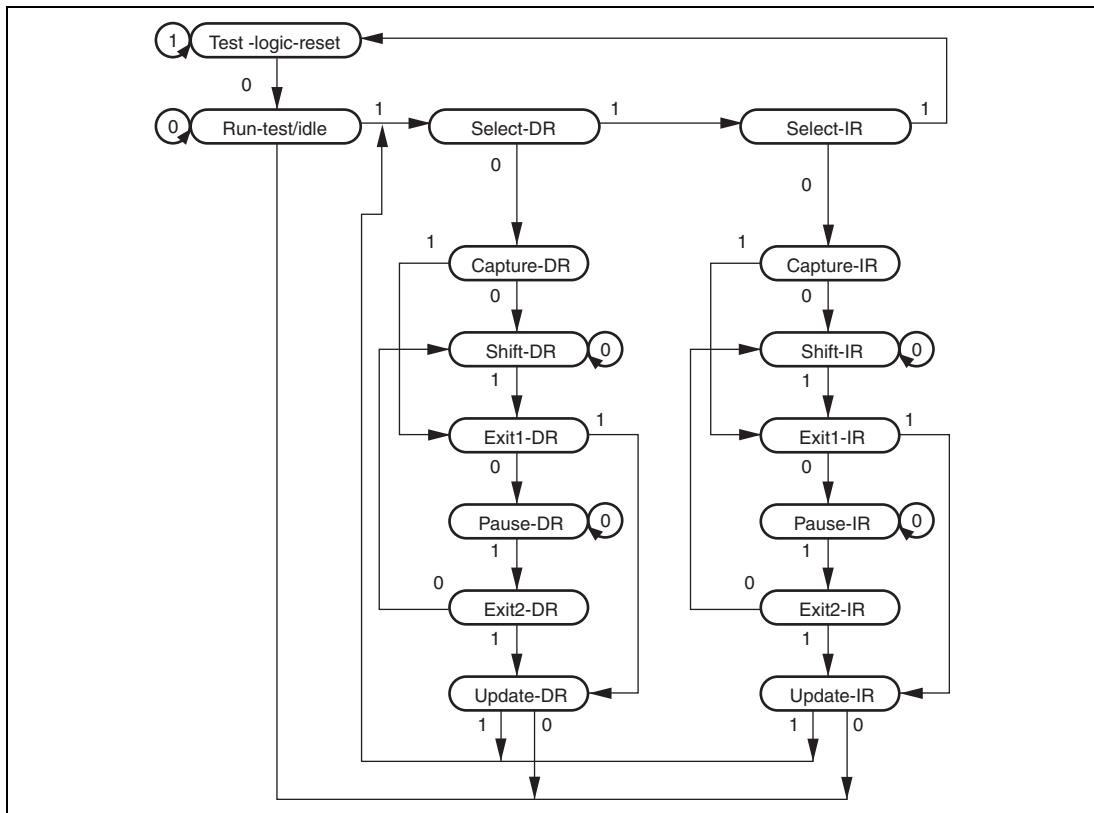 1 Test -logic-reset
0
0 Run-test/idle 1 Select-DR 1 Select-IR 1
0 0
1 1
Capture-DR Capture-IR
0 0
Shift-DR 0 Shift-IR 0
1 1
Exit1-DR 1 Exit1-IR 1
0 0
Pause-DR 0 Pause-IR 0
1 1
0 0
Exit2-DR Exit2-IR
1 1
Update-DR Update-IR
1 0 1 0